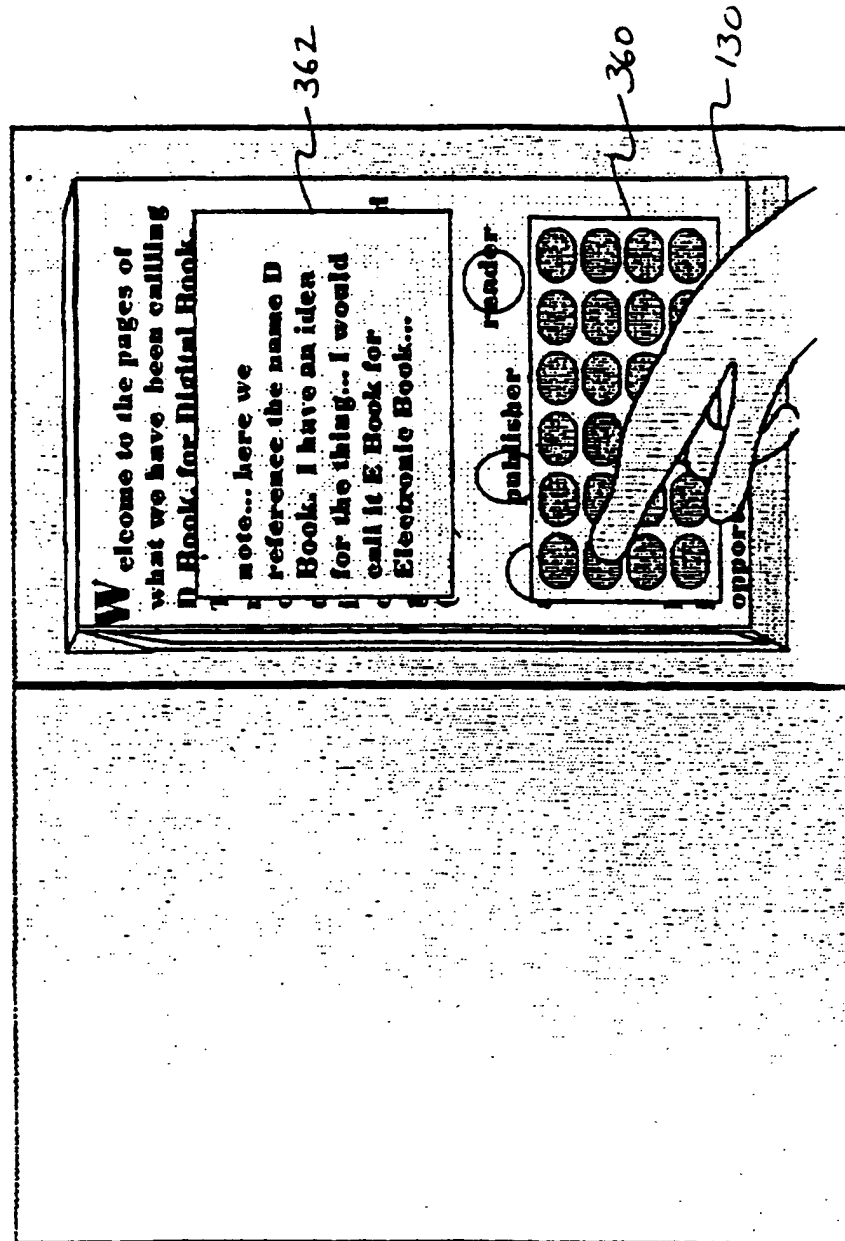 Welcome to the pages of
what we have been callling
D Book, for Digital Book.
note... here we
reference the name D
Book. I have an idea
for the thing... I would
call it E Book for
Electronic Book...
publisher
reader
oppor
362
360
130